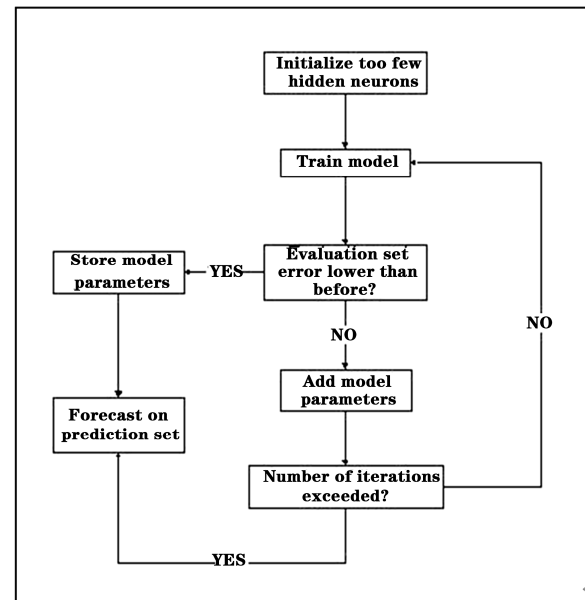 Initialize too few
hidden neurons
Train model
Evaluation set
error lower than
before?
YES
Store model
parameters
NO
NO
Add model
parameters
Forecast on
prediction set
Number of iterations
exceeded?
YES